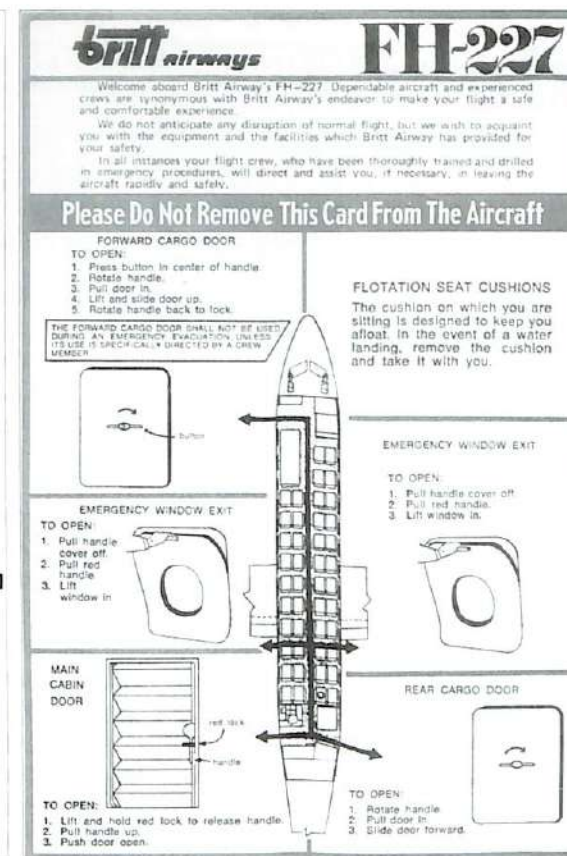 britt airways
FH-227
Welcome aboard Britt Airway's FH-227. Dependable aircraft and experienced
crews are synonymous with Britt Airway's endeavor to make your flight a safe
and comfortable experience.
We do not anticipate any disruption of normal flight, but we wish to acquaint
you with the equipment and the facilities which Britt Airway has provided for
your safety.
In all instances your flight crew, who have been thoroughly trained and drilled
in emergency procedures, will direct and assist you, if necessary, in leaving the
aircraft rapidly and safely.
Please Do Not Remove This Card From The Aircraft
FORWARD CARGO DOOR
TO OPEN:
1. Press button in center of handle
2. Rotate handle.
3. Pull door in.
4. Lift and slide door up.
5. Rotate handle back to lock.
THE FORWARD CARGO DOOR SHALL NOT BE USED
DURING AN EMERGENCY EVACUATION, UNLESS
ITS USE IS SPECIFICALLY DIRECTED BY A CREW
MEMBER
button
FLOTATION SEAT CUSHIONS
The cushion on which you are
sitting is designed to keep you
afloat. In the event of a water
landing, remove the cushion
and take it with you.
EMERGENCY WINDOW EXIT
TO OPEN:
1. Pull handle cover off.
2. Pull red handle.
3. Lift window in.
EMERGENCY WINDOW EXIT
TO OPEN:
1. Pull handle
cover off.
2. Pull red
handle.
3. Lift
window in
MAIN
CABIN
DOOR
red lock
handle
TO OPEN:
1. Lift and hold red lock to release handle.
2. Pull handle up.
3. Push door open.
REAR CARGO DOOR
TO OPEN:
1. Rotate handle.
2. Pull door in.
3. Slide door forward.